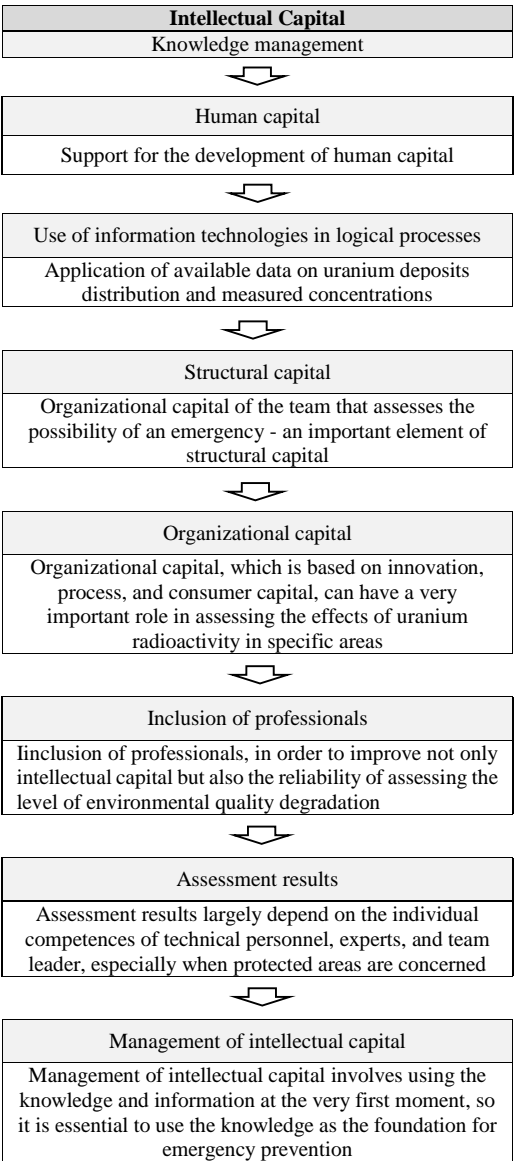 Intellectual Capital
Knowledge management
Human capital
Support for the development of human capital
Use of information technologies in logical processes
Application of available data on uranium deposits
distribution and measured concentrations
Structural capital
Organizational capital of the team that assesses the
possibility of an emergency - an important element of
structural capital
Organizational capital
Organizational capital, which is based on innovation,
process, and consumer capital, can have a very
important role in assessing the effects of uranium
radioactivity in specific areas
Inclusion of professionals
Iinclusion of professionals, in order to improve not only
intellectual capital but also the reliability of assessing the
level of environmental quality degradation
Assessment results
Assessment results largely depend on the individual
competences of technical personnel, experts, and team
leader, especially when protected areas are concerned
Management of intellectual capital
Management of intellectual capital involves using the
knowledge and information at the very first moment, so
it is essential to use the knowledge as the foundation for
emergency prevention